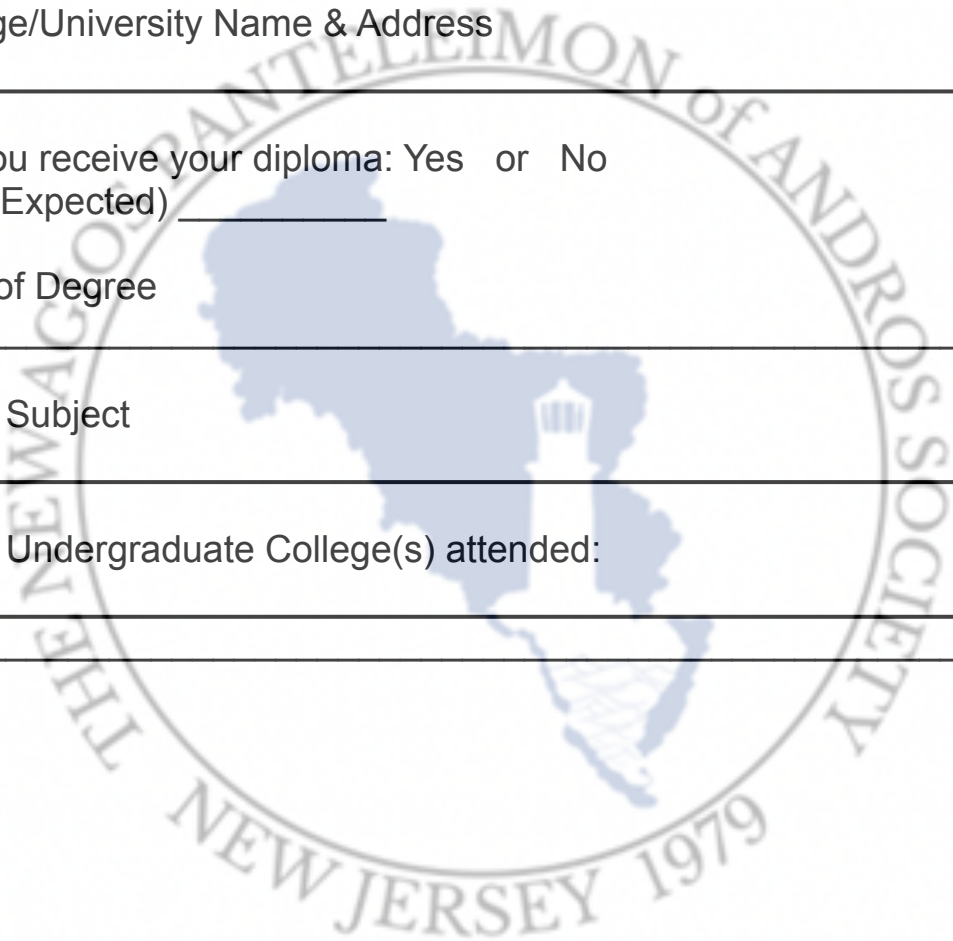 ge/University Name & Address
ou receive your diploma: Yes or No
Expected) __________
of Degree
Subject
Undergraduate College(s) attended:
THE NEW AGOS PANTELEIMON of ANDROS SOCIETY
NEW JERSEY 1979